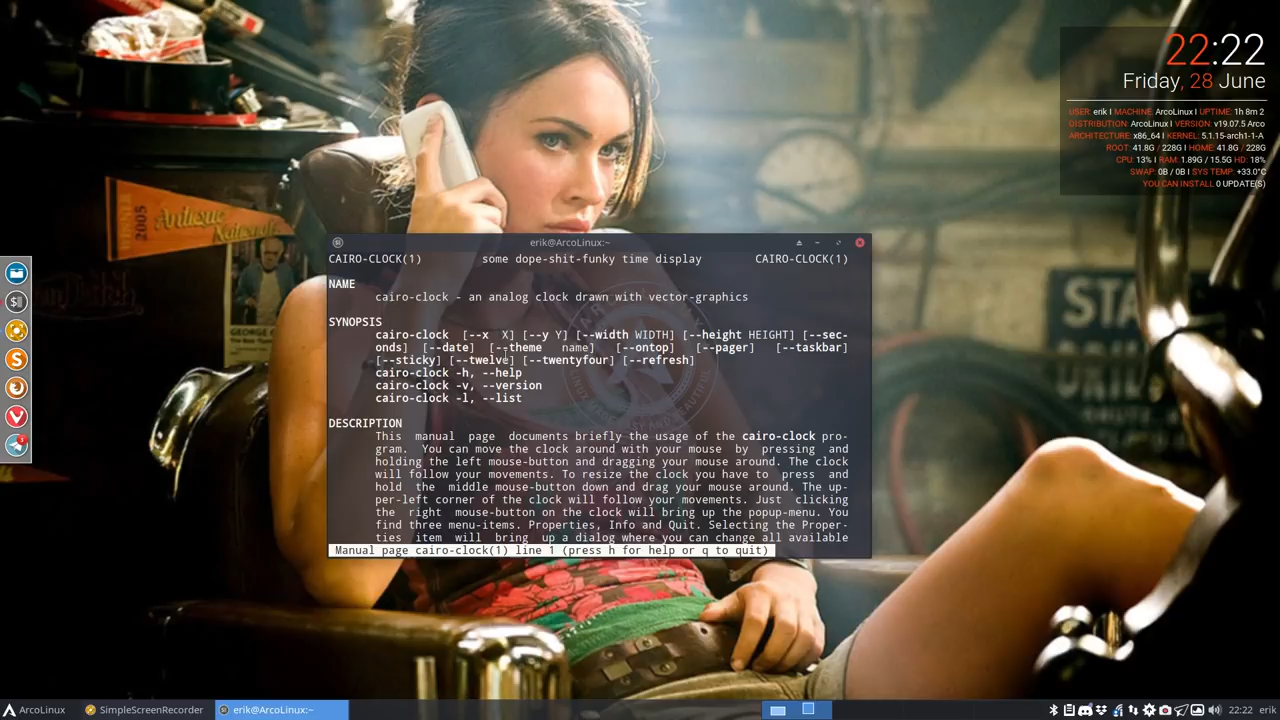 22:22
Friday, 28 June
USER: erik I MACHINE: ArcoLinux I UPTIME: 1h 8m 2
DISTRIBUTION: ArcoLinux I VERSION: v19.07.5 Arco
ARCHITECTURE: x86_64 I KERNEL: 5.1.15-arch1-1-A
ROOT: 41.8G / 228G I HOME: 41.8G / 228G
CPU: 13% I RAM: 1.89G / 15.5G HD: 18%
SWAP: 0B / 0B I SYS TEMP: +33.0°C
YOU CAN INSTALL 0 UPDATE(S)
2005
Antique
STA
erik@ArcoLinux:~
CAIRO-CLOCK(1) some dope-shit-funky time display CAIRO-CLOCK(1)
NAME
cairo-clock - an analog clock drawn with vector-graphics
SYNOPSIS
cairo-clock [--x X] [--y Y] [--width WIDTH] [--height HEIGHT] [--sec-
onds] [--date] [--theme name] [--ontop] [--pager] [--taskbar]
[--sticky] [--twelve] [--twentyfour] [--refresh]
cairo-clock -h, --help
cairo-clock -v, --version
cairo-clock -l, --list
DESCRIPTION
This manual page documents briefly the usage of the cairo-clock pro-
gram. You can move the clock around with your mouse by pressing and
holding the left mouse-button and dragging your mouse around. The clock
will follow your movements. To resize the clock you have to press and
hold the middle mouse-button down and drag your mouse around. The up-
per-left corner of the clock will follow your movements. Just clicking
the right mouse-button on the clock will bring up the popup-menu. You
find three menu-items. Properties, Info and Quit. Selecting the Proper-
ties item will bring up a dialog where you can change all available
Manual page cairo-clock(1) line 1 (press h for help or q to quit)
ArcoLinux SimpleScreenRecorder erik@ArcoLinux:~ 22:22 erik